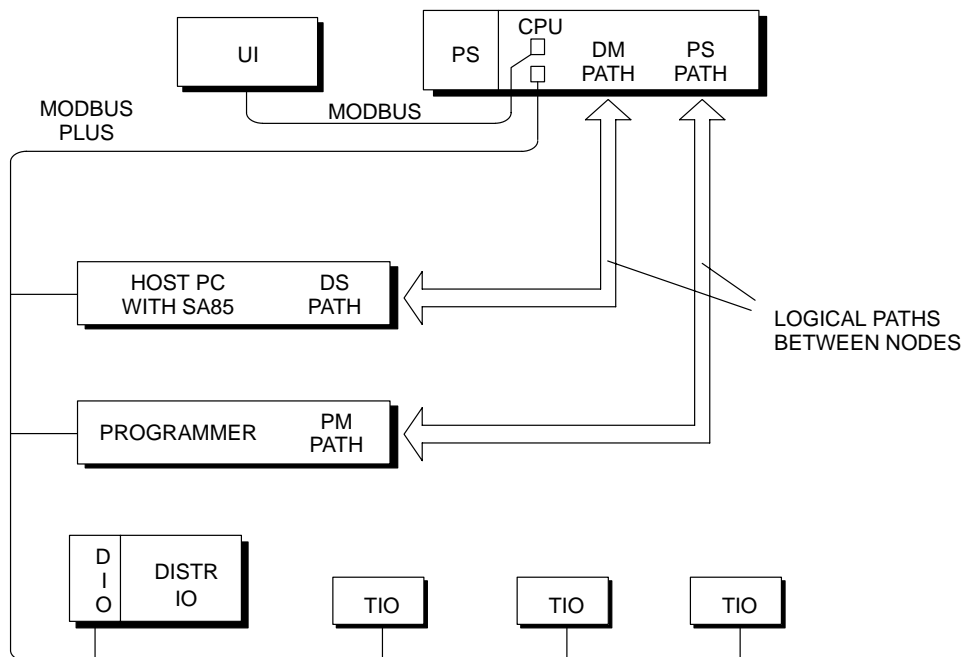 UI
PS
CPU
DM
PATH
PS
PATH
MODBUS
PLUS
MODBUS
HOST PC
WITH SA85
DS
PATH
LOGICAL PATHS
BETWEEN NODES
PROGRAMMER
PM
PATH
D
I
O
DISTR
IO
TIO
TIO
TIO